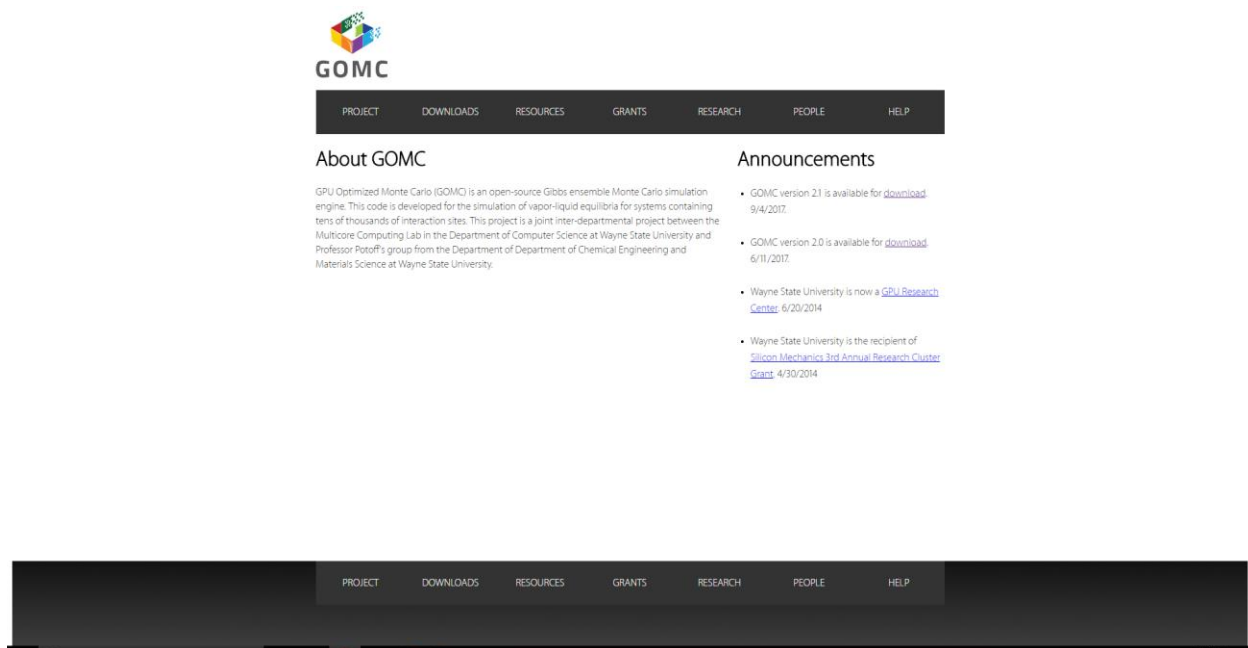 GOMC
PROJECT DOWNLOADS RESOURCES GRANTS RESEARCH PEOPLE HELP
About GOMC
GPU Optimized Monte Carlo (GOMC) is an open-source Gibbs ensemble Monte Carlo simulation
engine. This code is developed for the simulation of vapor-liquid equilibria for systems containing
tens of thousands of interaction sites. This project is a joint inter-departmental project between the
Multicore Computing Lab in the Department of Computer Science at Wayne State University and
Professor Potoff's group from the Department of Department of Chemical Engineering and
Materials Science at Wayne State University.
Announcements
• GOMC version 2.1 is available for download.
9/4/2017.
• GOMC version 2.0 is available for download.
6/11/2017.
• Wayne State University is now a GPU Research
Center. 6/20/2014
• Wayne State University is the recipient of
Silicon Mechanics 3rd Annual Research Cluster
Grant. 4/30/2014
PROJECT DOWNLOADS RESOURCES GRANTS RESEARCH PEOPLE HELP